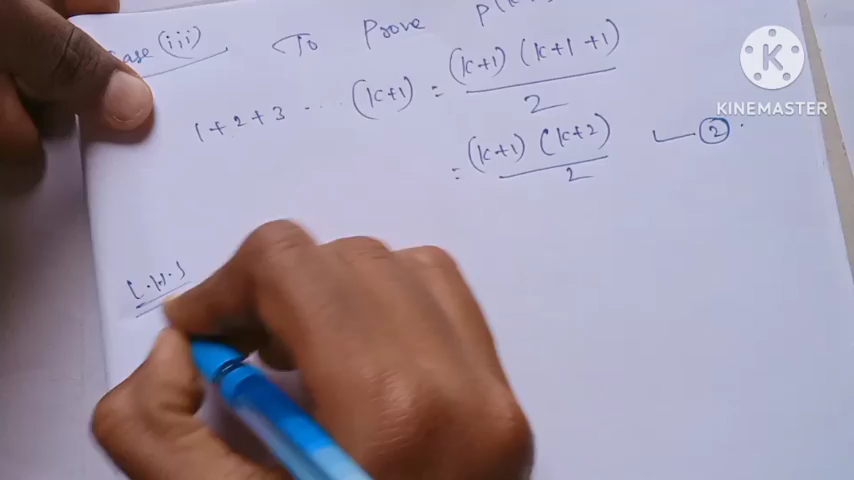 Case (iii) To Prove P(k+
1+2+3 ---... (k+1) = (k+1) (k+1+1) / 2
= (k+1) (k+2) / 2 — 2
L.H.S
K
KINEMASTER